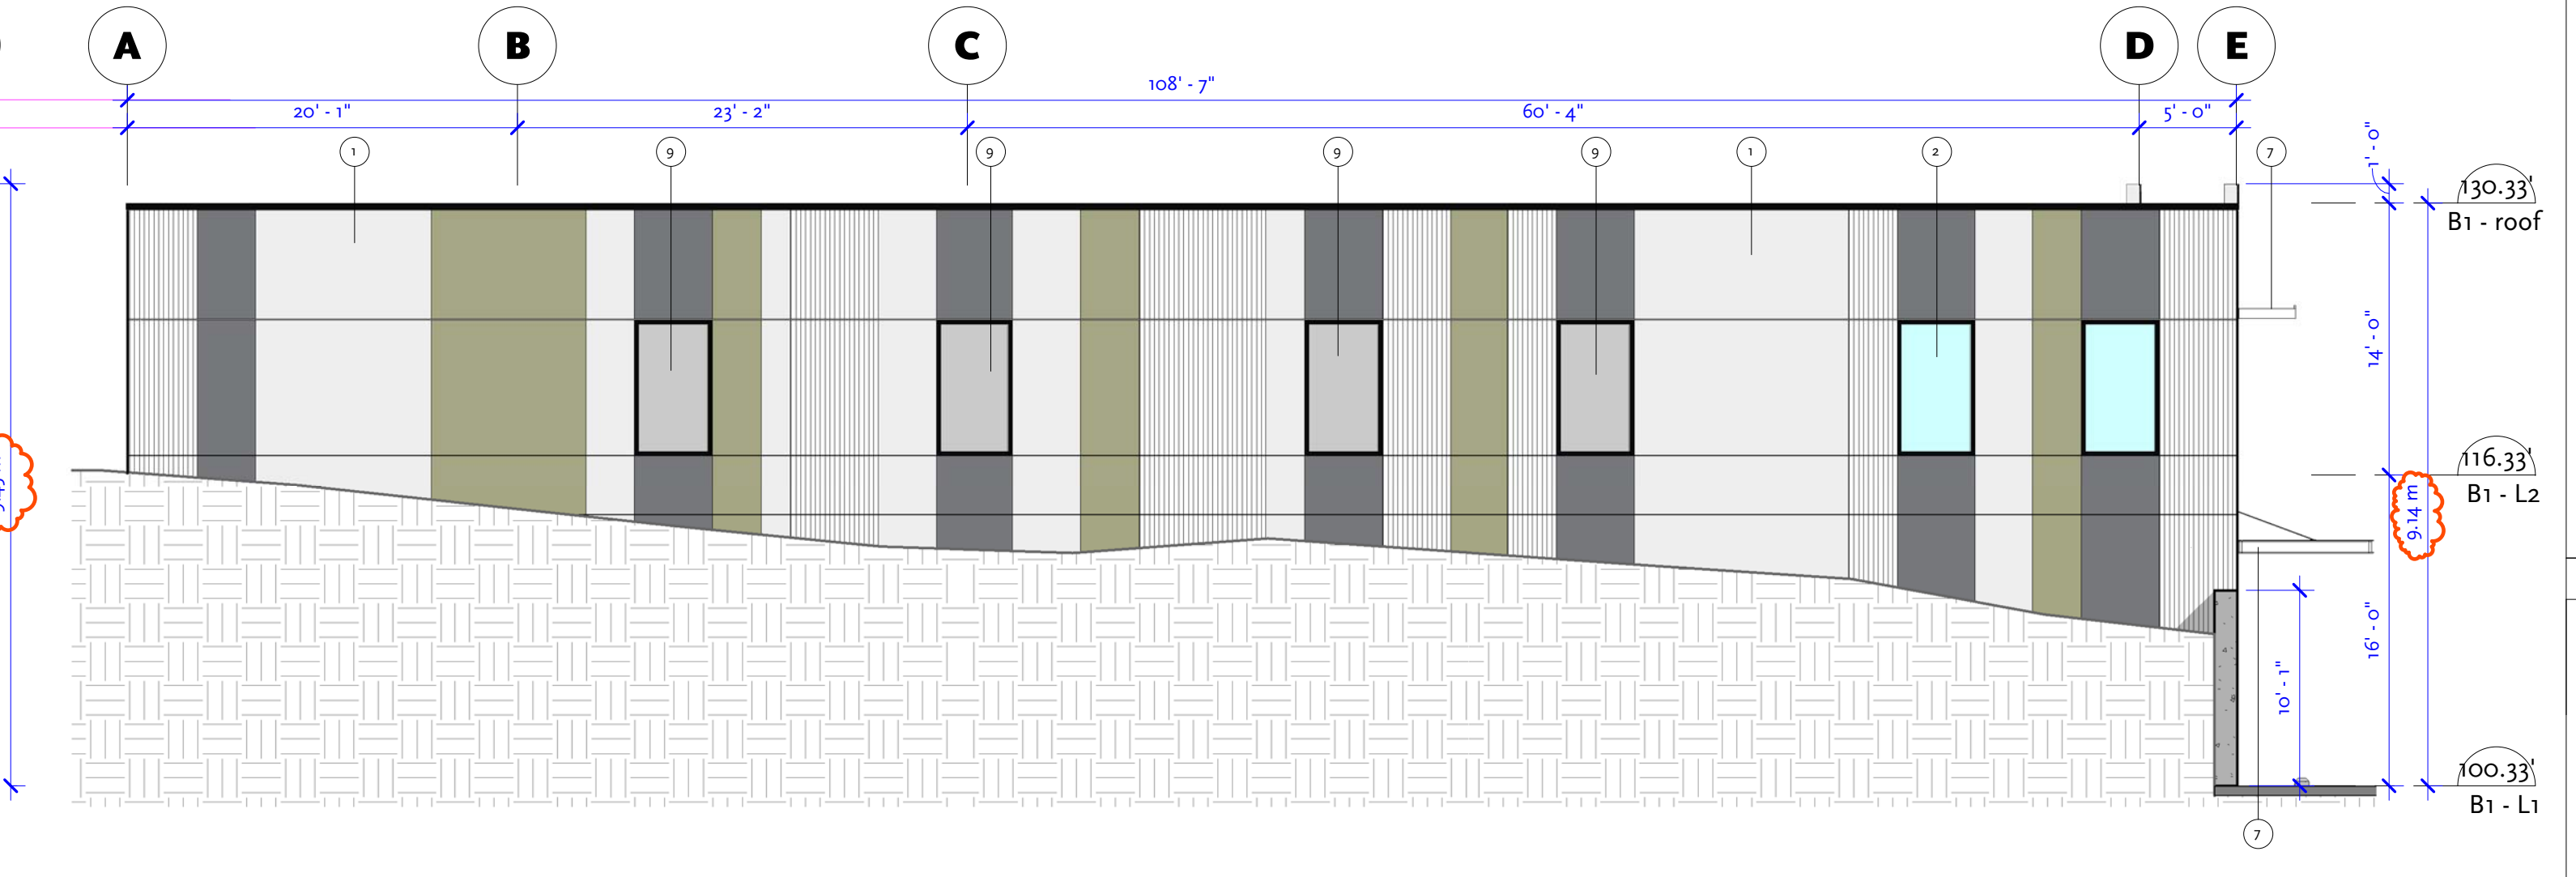 A B C D E
108' - 7"
20' - 1" 23' - 2" 60' - 4" 5' - 0"
1 9 9 9 9 1 2 7
1' - 0"
130.33'
B1 - roof
14' - 0"
116.33'
B1 - L2
9.14 m
16' - 0"
10' - 1"
100.33'
B1 - L1
7